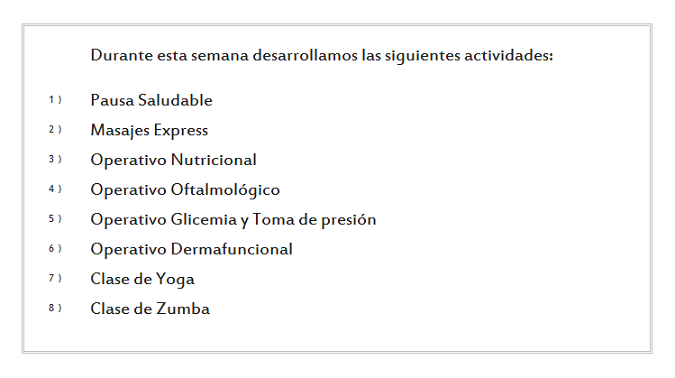 Durante esta semana desarrollamos las siguientes actividades:
1) Pausa Saludable
2) Masajes Express
3) Operativo Nutricional
4) Operativo Oftalmológico
5) Operativo Glicemia y Toma de presión
6) Operativo Dermafuncional
7) Clase de Yoga
8) Clase de Zumba